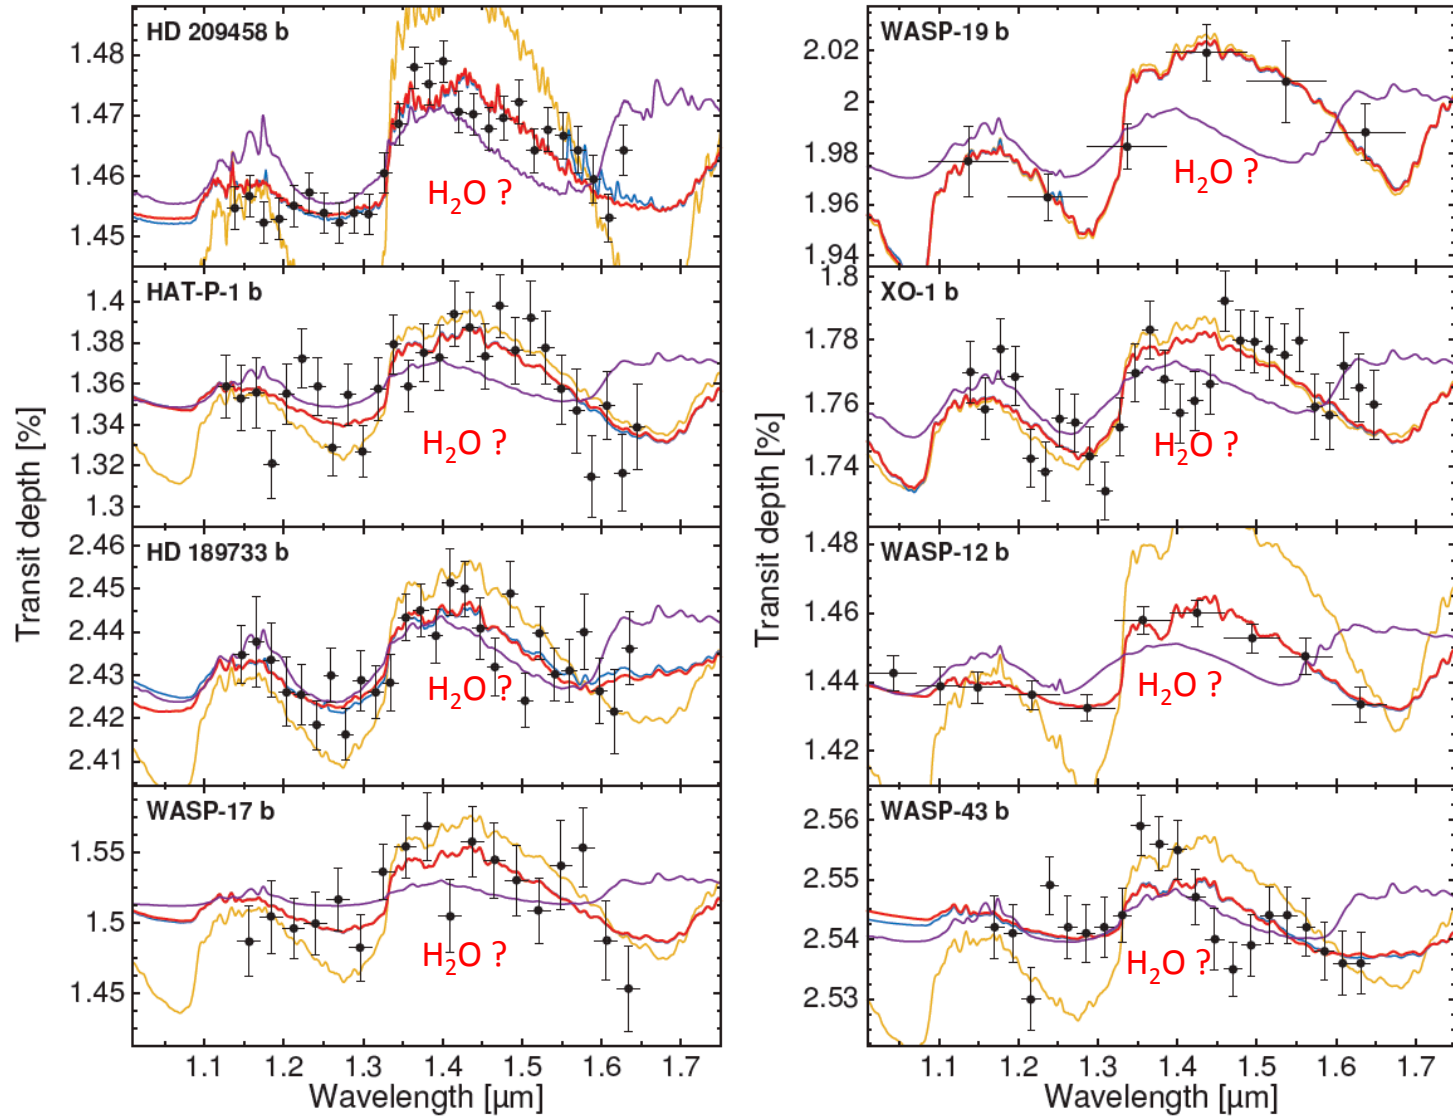 HD 209458 b
1.48
1.47
1.46
1.45
H₂O ?
HAT-P-1 b
1.4
1.38
1.36
1.34
1.32
1.3
H₂O ?
HD 189733 b
2.46
2.45
2.44
2.43
2.42
2.41
H₂O ?
WASP-17 b
1.55
1.5
1.45
H₂O ?
1.1 1.2 1.3 1.4 1.5 1.6 1.7
Wavelength [μm]
Transit depth [%]
WASP-19 b
2.02
2
1.98
1.96
1.94
H₂O ?
XO-1 b
1.8
1.78
1.76
1.74
H₂O ?
WASP-12 b
1.48
1.46
1.44
1.42
H₂O ?
WASP-43 b
2.56
2.55
2.54
2.53
H₂O ?
1.1 1.2 1.3 1.4 1.5 1.6 1.7
Wavelength [μm]
Transit depth [%]